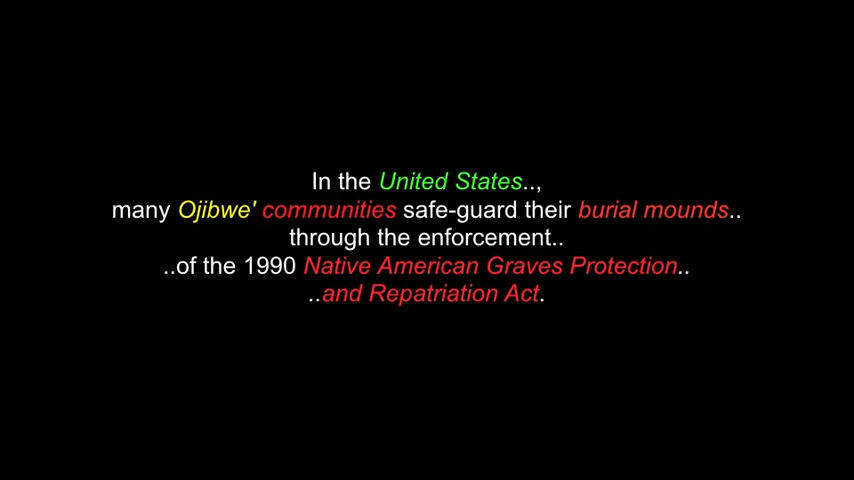 In the United States..,
many Ojibwe' communities safe-guard their burial mounds..
through the enforcement..
..of the 1990 Native American Graves Protection..
..and Repatriation Act.